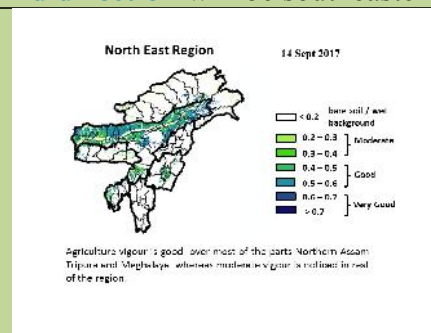 North East Region
14 Sept 2017
< 0.2 bare soil / wet background
0.2 - 0.3
Moderate
0.3 - 0.4
0.4 - 0.5
Good
0.5 - 0.6
0.6 - 0.7
Very Good
> 0.7
Agriculture vigour is good over most of the parts Northern Assam
Tripura and Meghalaya whereas moderate vigour is noticed in rest
of the region.